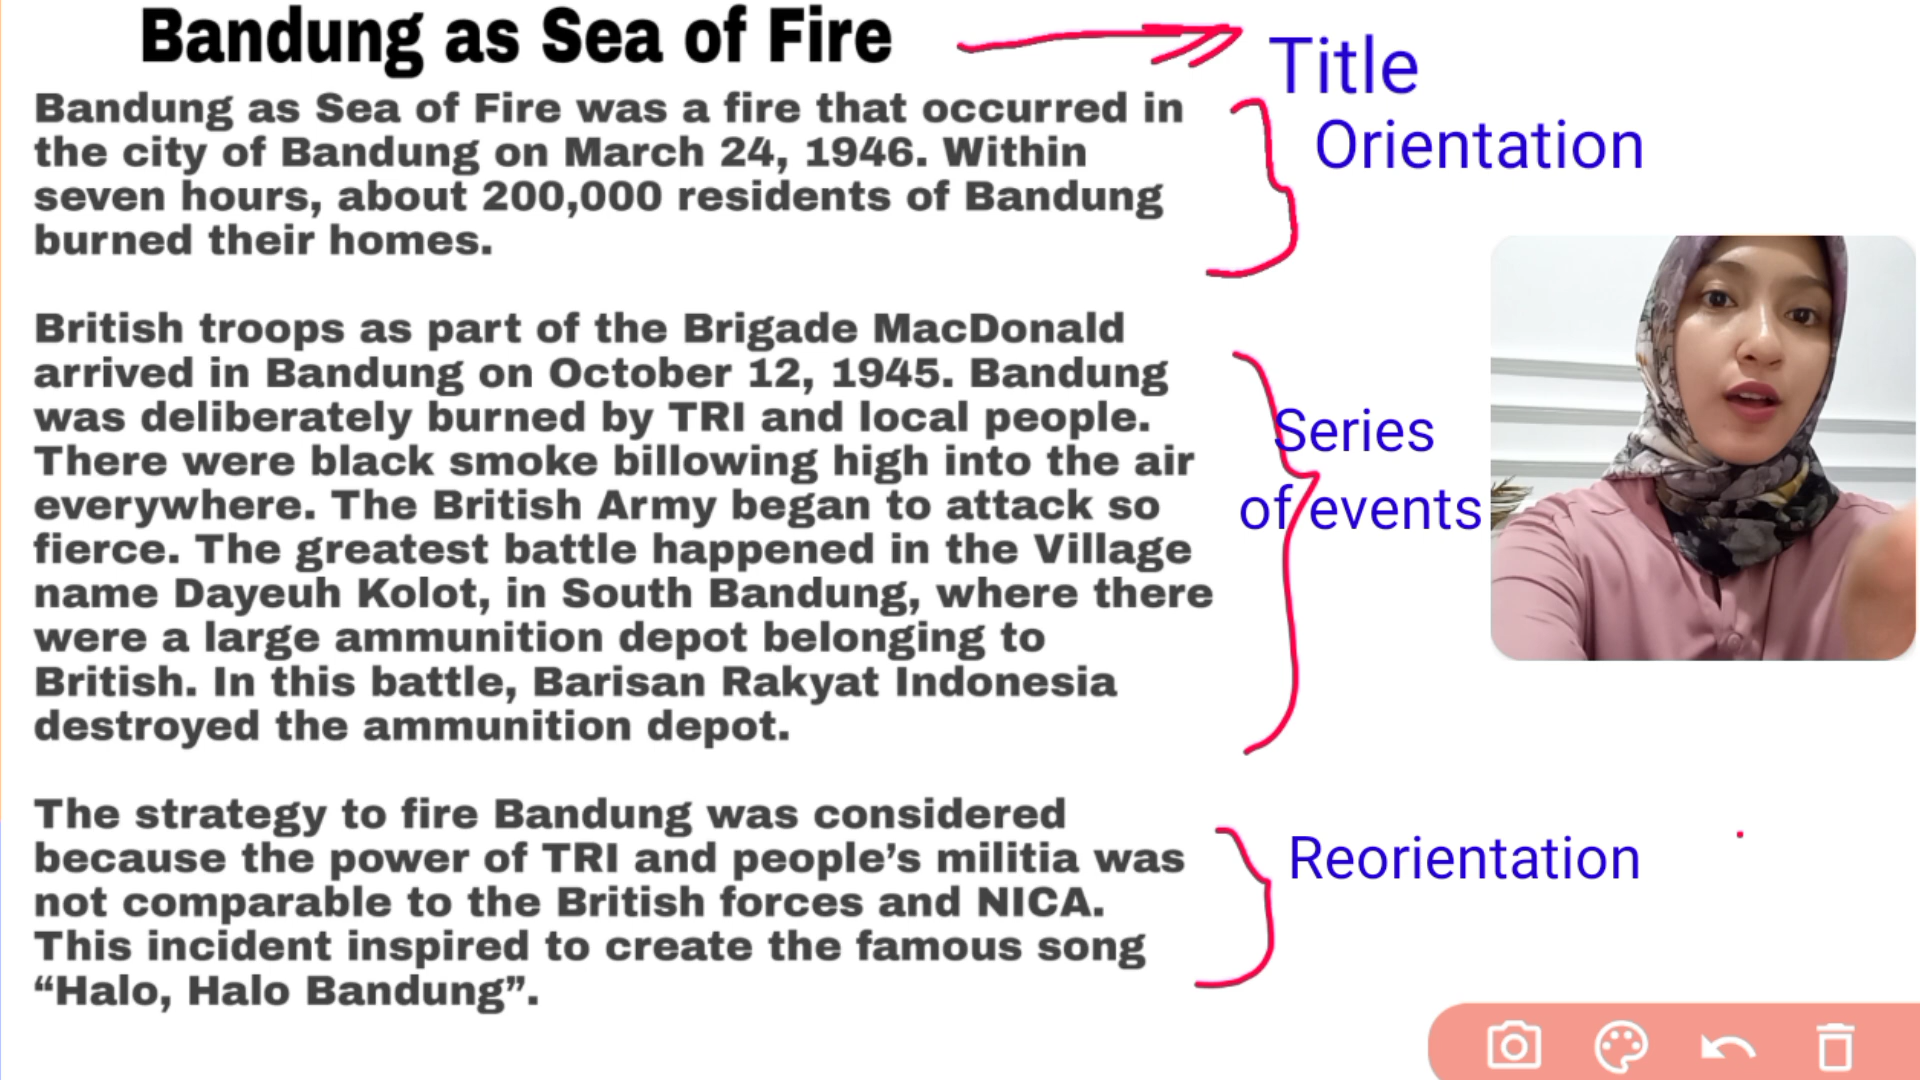 Bandung as Sea of Fire
Title
Bandung as Sea of Fire was a fire that occurred in
the city of Bandung on March 24, 1946. Within
seven hours, about 200,000 residents of Bandung
burned their homes.
Orientation
British troops as part of the Brigade MacDonald
arrived in Bandung on October 12, 1945. Bandung
was deliberately burned by TRI and local people.
There were black smoke billowing high into the air
everywhere. The British Army began to attack so
fierce. The greatest battle happened in the Village
name Dayeuh Kolot, in South Bandung, where there
were a large ammunition depot belonging to
British. In this battle, Barisan Rakyat Indonesia
destroyed the ammunition depot.
Series
of events
The strategy to fire Bandung was considered
because the power of TRI and people’s militia was
not comparable to the British forces and NICA.
This incident inspired to create the famous song
“Halo, Halo Bandung”.
Reorientation